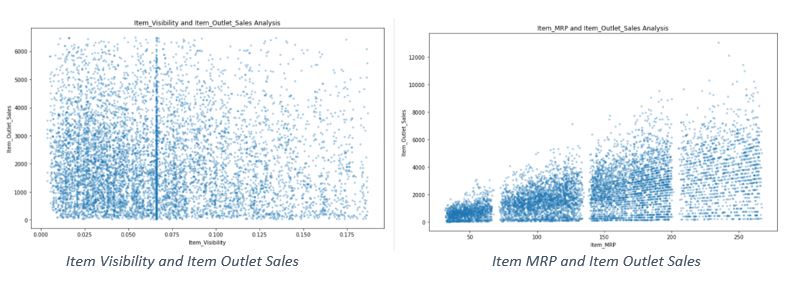 Item_Visibility and Item_Outlet_Sales Analysis
Item_Outlet_Sales
6000
5000
4000
3000
2000
1000
0
0.000 0.025 0.050 0.075 0.100 0.125 0.150 0.175
Item_Visibility
Item Visibility and Item Outlet Sales
Item_MRP and Item_Outlet_Sales Analysis
Item_Outlet_Sales
12000
10000
8000
6000
4000
2000
0
50 100 150 200 250
Item_MRP
Item MRP and Item Outlet Sales